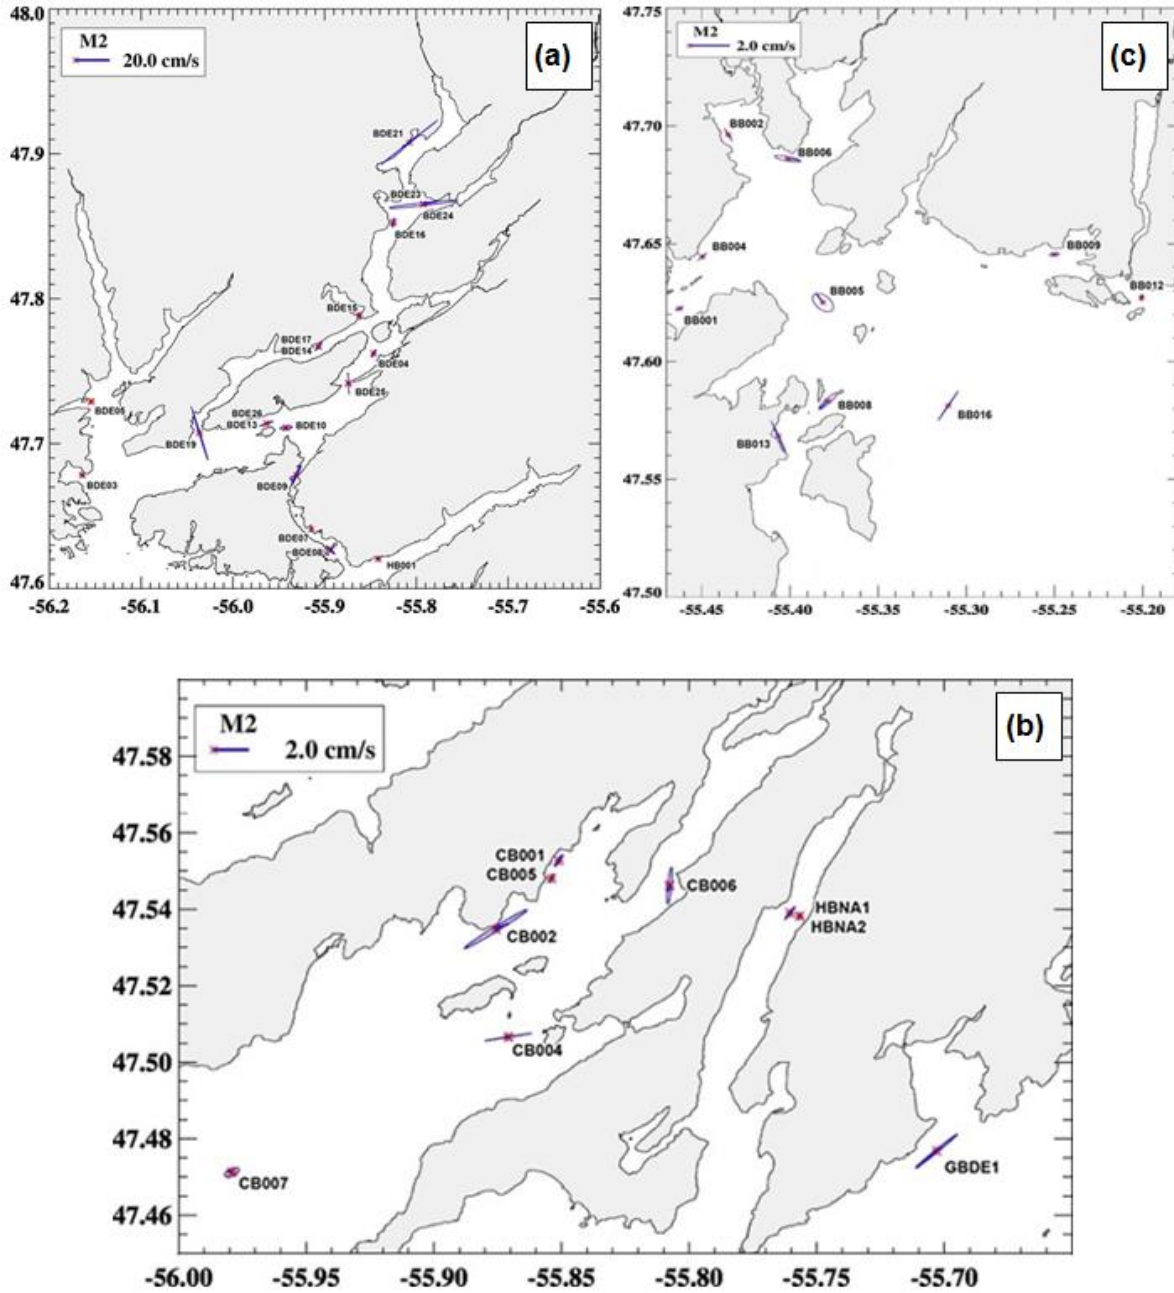 (a)
M2
20.0 cm/s
48.0
47.9
47.8
47.7
47.6
-56.2 -56.1 -56.0 -55.9 -55.8 -55.7 -55.6
BDE21
BDE23
BDE24
BDE16
BDE15
BDE17
BDE14
BDE04
BDE25
BDE05
BDE26
BDE13
BDE10
BDE19
BDE03
BDE09
BDE07
BDE08
HB001
(c)
M2
2.0 cm/s
47.75
47.70
47.65
47.60
47.55
47.50
-55.45 -55.40 -55.35 -55.30 -55.25 -55.20
BB002
BB006
BB004
BB009
BB005
BB012
BB001
BB008
BB016
BB013
(b)
M2
2.0 cm/s
47.58
47.56
47.54
47.52
47.50
47.48
47.46
-56.00 -55.95 -55.90 -55.85 -55.80 -55.75 -55.70
CB001
CB005
CB006
HBNA1
HBNA2
CB002
CB004
CB007
GBDE1